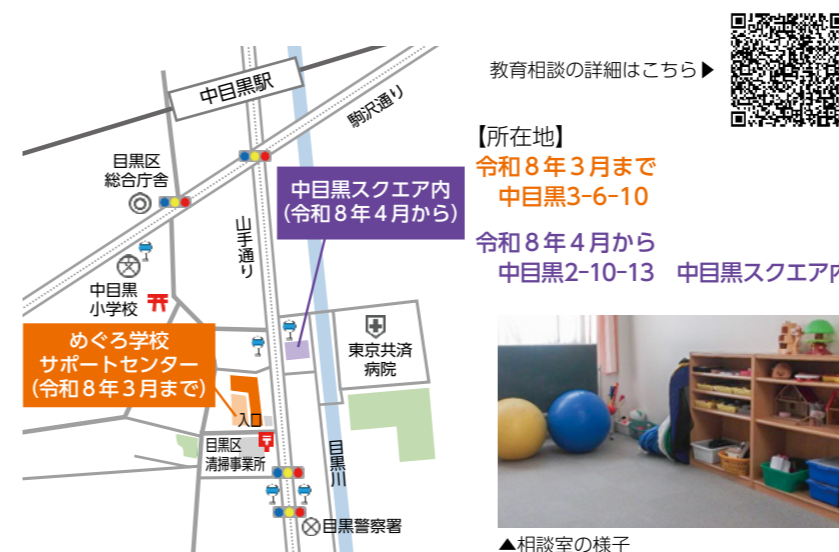 教育相談の詳細はこちら▶
【所在地】
令和8年3月まで
中目黒3-6-10
令和8年4月から
中目黒2-10-13　中目黒スクエア内
中目黒駅
駒沢通り
目黒区
総合庁舎
中目黒スクエア内
(令和8年4月から)
山手通り
中目黒
小学校
めぐろ学校
サポートセンター
(令和8年3月まで)
東京共済
病院
入口
目黒区
清掃事業所
目黒川
目黒警察署
▲相談室の様子